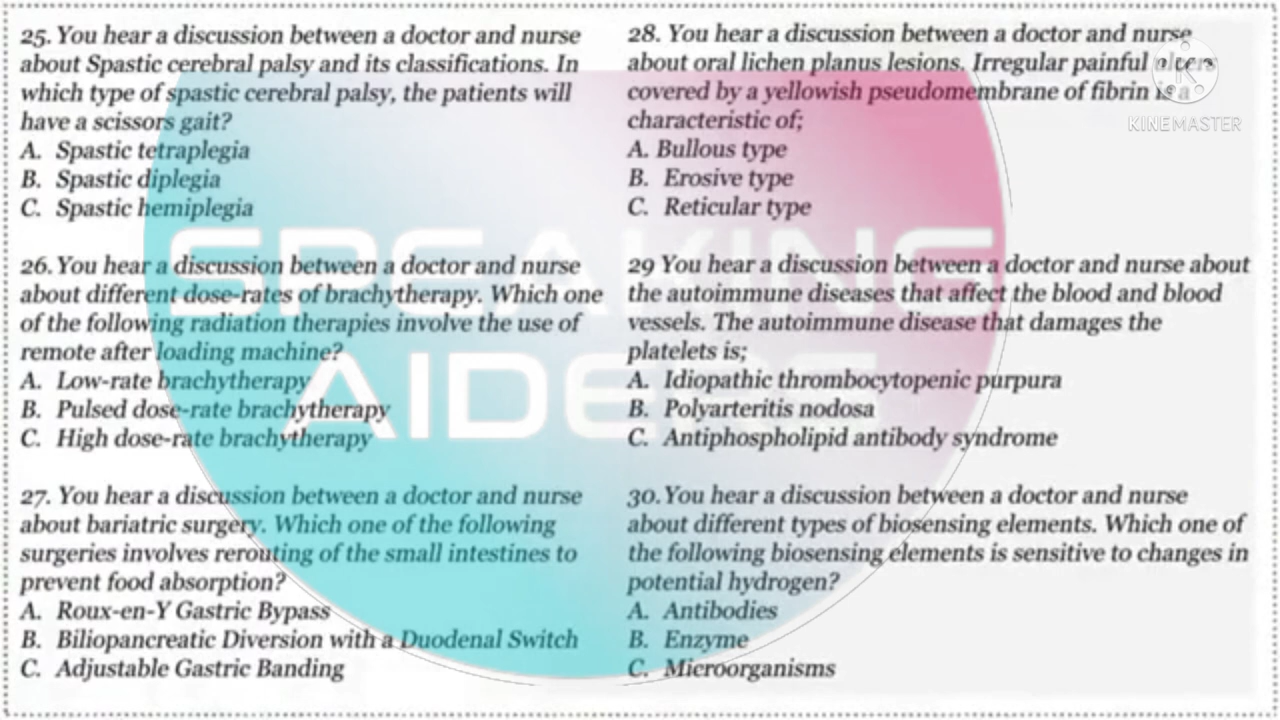 25. You hear a discussion between a doctor and nurse
about Spastic cerebral palsy and its classifications. In
which type of spastic cerebral palsy, the patients will
have a scissors gait?
A. Spastic tetraplegia
B. Spastic diplegia
C. Spastic hemiplegia
26. You hear a discussion between a doctor and nurse
about different dose-rates of brachytherapy. Which one
of the following radiation therapies involve the use of
remote after loading machine?
A. Low-rate brachytherapy
B. Pulsed dose-rate brachytherapy
C. High dose-rate brachytherapy
27. You hear a discussion between a doctor and nurse
about bariatric surgery. Which one of the following
surgeries involves rerouting of the small intestines to
prevent food absorption?
A. Roux-en-Y Gastric Bypass
B. Biliopancreatic Diversion with a Duodenal Switch
C. Adjustable Gastric Banding
28. You hear a discussion between a doctor and nurse
about oral lichen planus lesions. Irregular painful ulcers
covered by a yellowish pseudomembrane of fibrin is a
characteristic of;
A. Bullous type
B. Erosive type
C. Reticular type
29 You hear a discussion between a doctor and nurse about
the autoimmune diseases that affect the blood and blood
vessels. The autoimmune disease that damages the
platelets is;
A. Idiopathic thrombocytopenic purpura
B. Polyarteritis nodosa
C. Antiphospholipid antibody syndrome
30. You hear a discussion between a doctor and nurse
about different types of biosensing elements. Which one of
the following biosensing elements is sensitive to changes in
potential hydrogen?
A. Antibodies
B. Enzyme
C. Microorganisms
SPEAKING
AIDERS
K
KINEMASTER